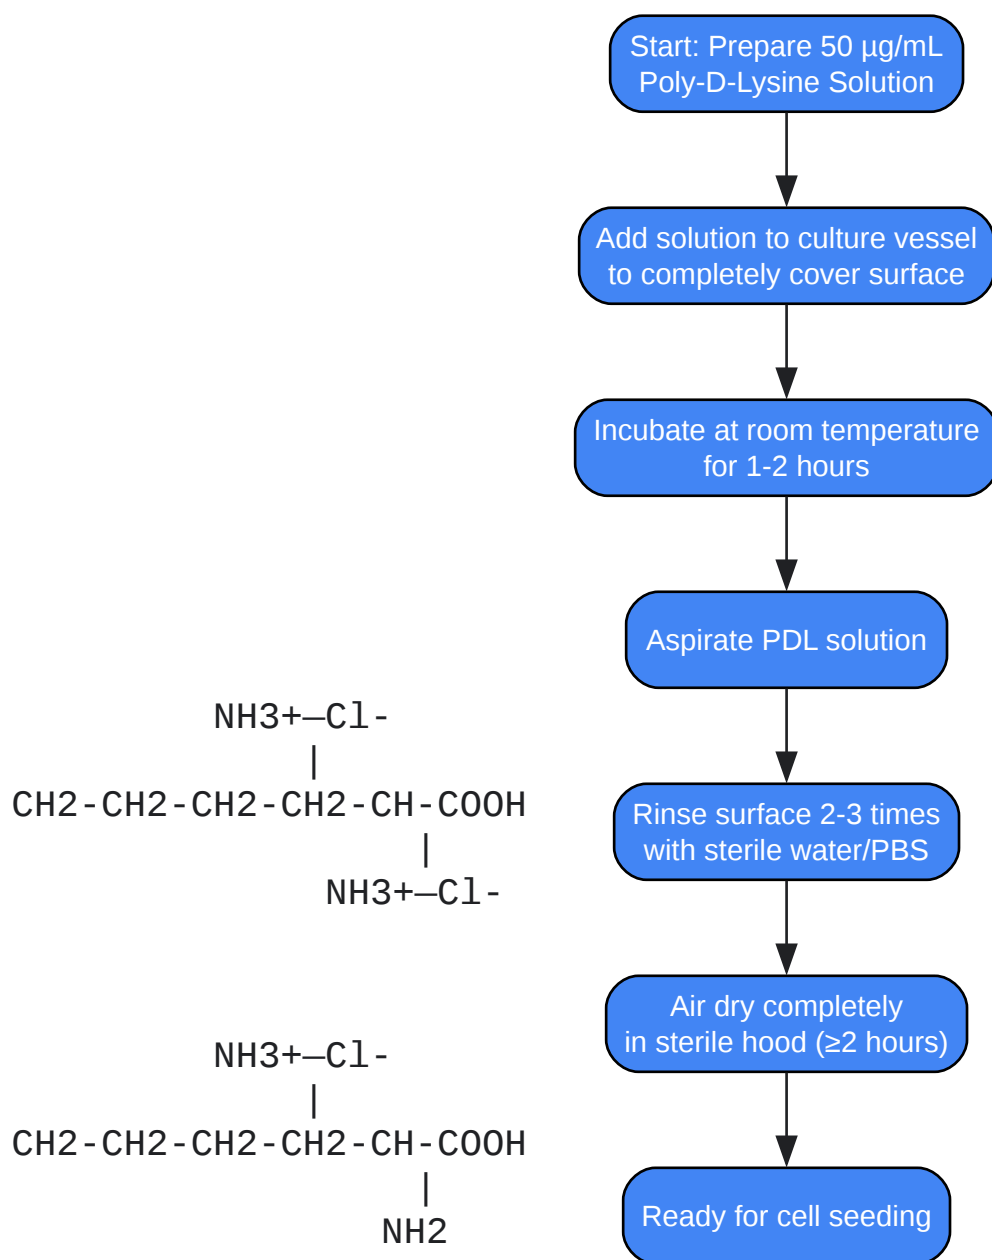 Start: Prepare 50 µg/mL
Poly-D-Lysine Solution
Add solution to culture vessel
to completely cover surface
Incubate at room temperature
for 1-2 hours
Aspirate PDL solution
Rinse surface 2-3 times
with sterile water/PBS
Air dry completely
in sterile hood (≥2 hours)
Ready for cell seeding
NH3+—Cl-
|
CH2-CH2-CH2-CH2-CH-COOH
|
NH3+—Cl-
NH3+—Cl-
|
CH2-CH2-CH2-CH2-CH-COOH
|
NH2